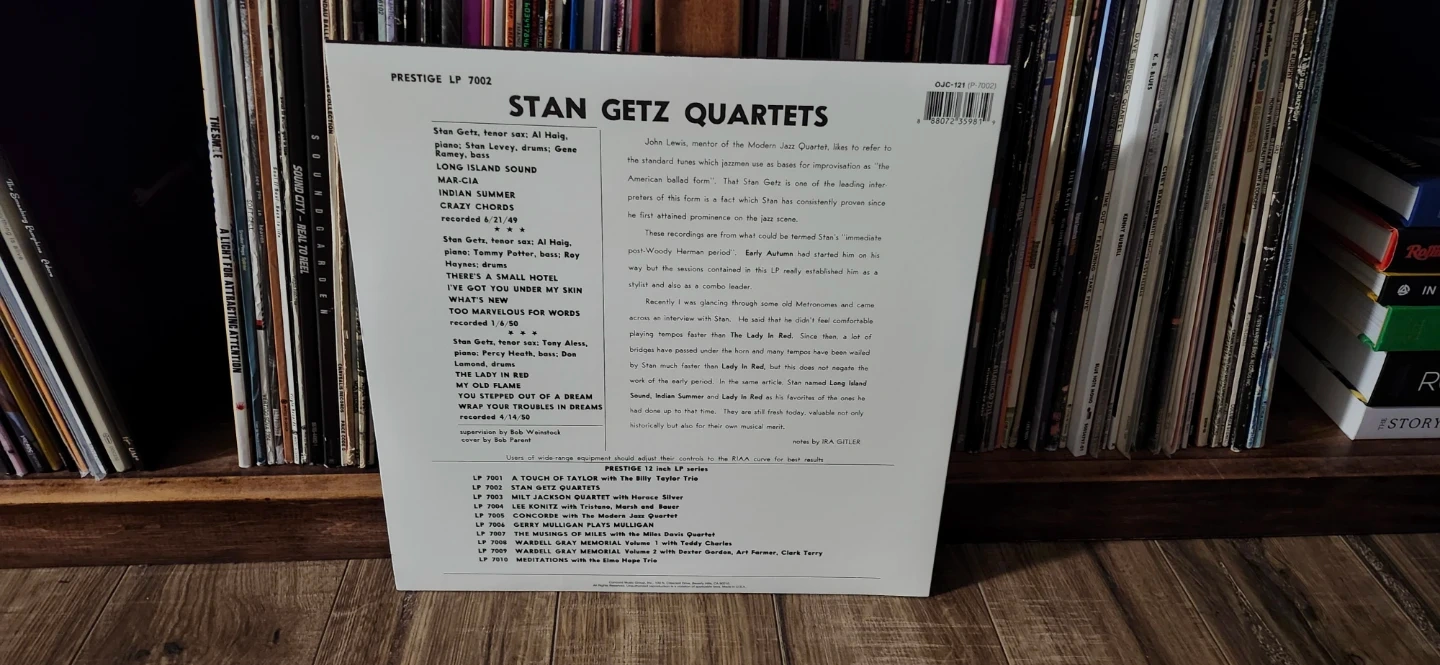 PRESTIGE LP 7002
OJC-121 (P-7002)
STAN GETZ QUARTETS
Stan Getz, tenor sax; Al Haig,
piano; Stan Levey, drums; Gene
Ramey, bass
LONG ISLAND SOUND
MAR-CIA
INDIAN SUMMER
CRAZY CHORDS
recorded 6/21/49
* * *
Stan Getz, tenor sax; Al Haig,
piano; Tommy Potter, bass; Roy
Haynes; drums
THERE'S A SMALL HOTEL
I'VE GOT YOU UNDER MY SKIN
WHAT'S NEW
TOO MARVELOUS FOR WORDS
recorded 1/6/50
* * *
Stan Getz, tenor sax; Tony Aless,
piano; Percy Heath, bass; Don
Lamond, drums
THE LADY IN RED
MY OLD FLAME
YOU STEPPED OUT OF A DREAM
WRAP YOUR TROUBLES IN DREAMS
recorded 4/14/50
supervision by Bob Weinstock
cover by Bob Parent
John Lewis, mentor of the Modern Jazz Quartet, likes to refer to
the standard tunes which jazzmen use as bases for improvisation as "the
American ballad form". That Stan Getz is one of the leading inter-
preters of this form is a fact which Stan has consistently proven since
he first attained prominence on the jazz scene.
These recordings are from what could be termed Stan's "immediate
post-Woody Herman period". Early Autumn had started him on his
way but the sessions contained in this LP really established him as a
stylist and also as a combo leader.
Recently I was glancing through some old Metronomes and came
across an interview with Stan. He said that he didn't feel comfortable
playing tempos faster than The Lady In Red. Since then, a lot of
bridges have passed under the horn and many tempos have been wailed
by Stan much faster than Lady In Red, but this does not negate the
work of the early period. In the same article, Stan named Long Island
Sound, Indian Summer and Lady In Red as his favorites of the ones he
had done up to that time. They are still fresh today, valuable not only
historically but also for their own musical merit.
notes by IRA GITLER
Users of wide-range equipment should adjust their controls to the RIAA curve for best results
PRESTIGE 12 inch LP series
LP 7001 A TOUCH OF TAYLOR with The Billy Taylor Trio
LP 7002 STAN GETZ QUARTETS
LP 7003 MILT JACKSON QUARTET with Horace Silver
LP 7004 LEE KONITZ with Tristano, Marsh and Bauer
LP 7005 CONCORDE with The Modern Jazz Quartet
LP 7006 GERRY MULLIGAN PLAYS MULLIGAN
LP 7007 THE MUSINGS OF MILES with the Miles Davis Quartet
LP 7008 WARDELL GRAY MEMORIAL Volume 1 with Teddy Charles
LP 7009 WARDELL GRAY MEMORIAL Volume 2 with Dexter Gordon, Art Farmer, Clark Terry
LP 7010 MEDITATIONS with the Elmo Hope Trio
THE SMILE
A LIGHT FOR ATTRACTING ATTENTION
SOUND CITY – REAL TO REEL
SOUNDGARDEN
K. B. BLUES
KENNY BURRELL
IN
THE STORY